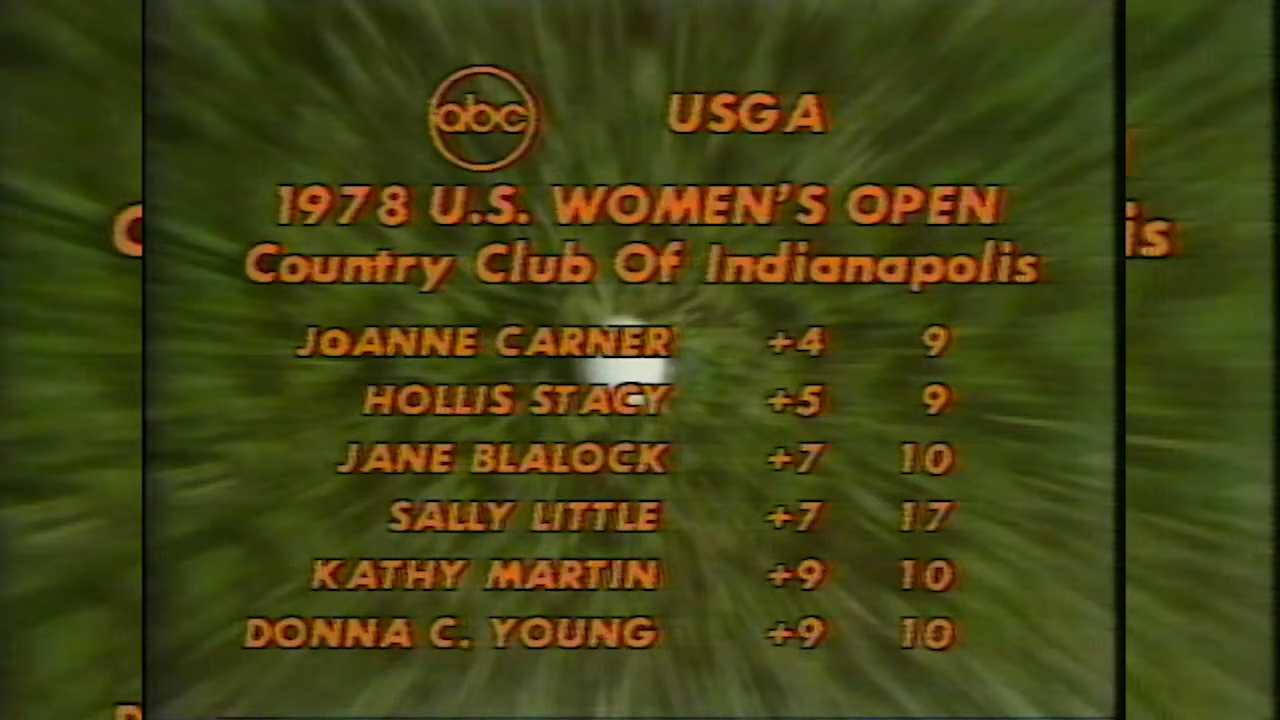 abc USGA
1978 U.S. WOMEN'S OPEN
Country Club Of Indianapolis
JoANNE CARNER +4 9
HOLLIS STACY +5 9
JANE BLALOCK +7 10
SALLY LITTLE +7 17
KATHY MARTIN +9 10
DONNA C. YOUNG +9 10